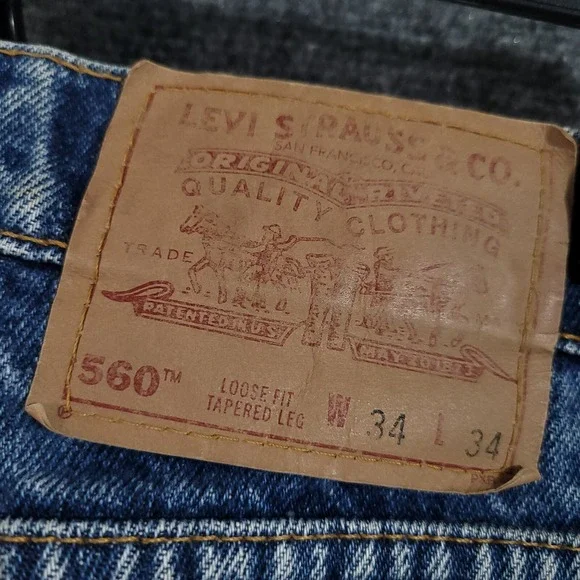 LEVI STRAUSS & CO.
SAN FRANCISCO, C
ORIGINAL RIVETED
QUALITY CLOTHING
TRADE
PATENTED IN U.S.
MAY 20 1873
560™
LOOSE FIT
TAPERED LEG
W 34 L 34